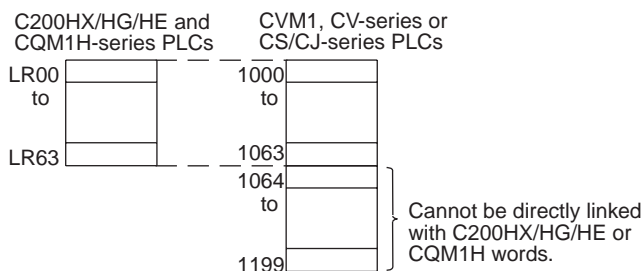 C200HX/HG/HE and
CQM1H-series PLCs
CVM1, CV-series or
CS/CJ-series PLCs
LR00
to
LR63
1000
to
1063
1064
to
1199
Cannot be directly linked
with C200HX/HG/HE or
CQM1H words.